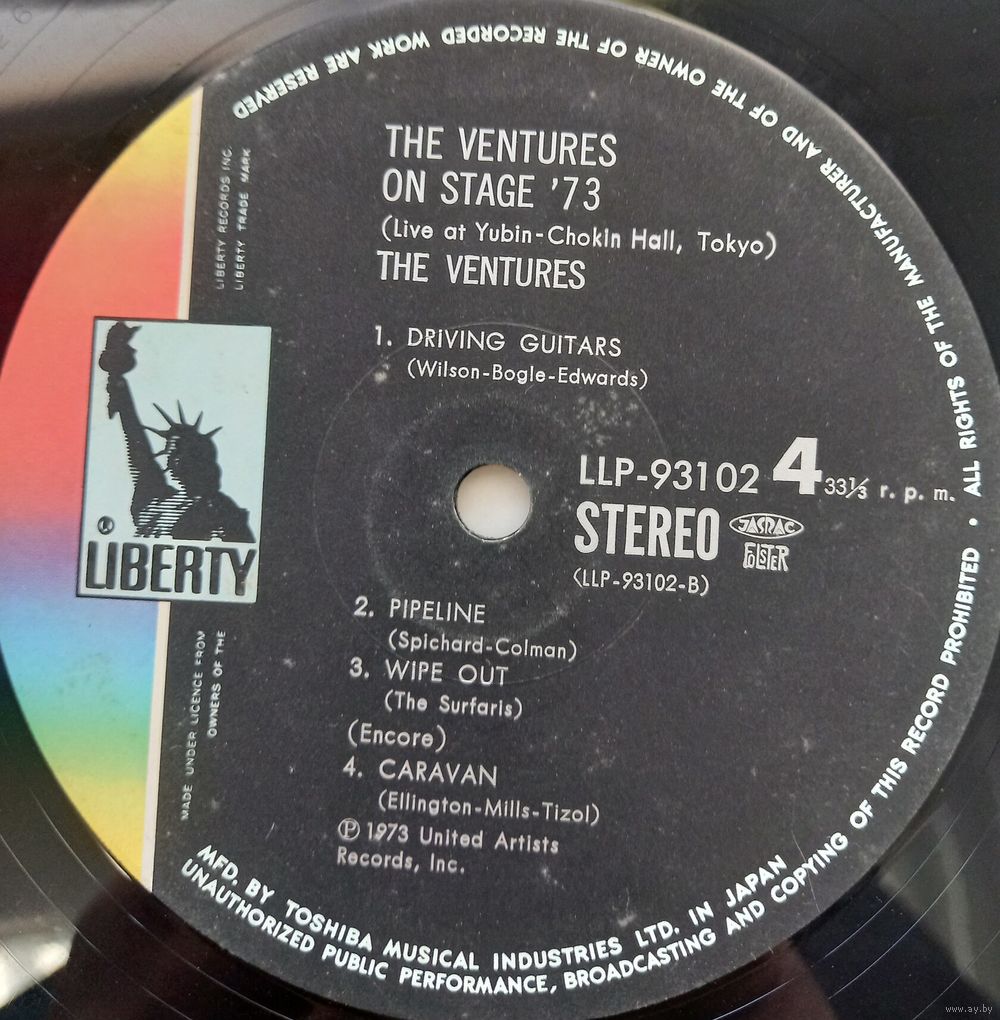 THE VENTURES
ON STAGE '73
(Live at Yubin-Chokin Hall, Tokyo)
THE VENTURES
1. DRIVING GUITARS
(Wilson-Bogle-Edwards)
LLP-93102 4 33⅓ r. p. m.
STEREO JASRAC
FOLSTER
(LLP-93102-B)
2. PIPELINE
(Spichard-Colman)
3. WIPE OUT
(The Surfaris)
(Encore)
4. CARAVAN
(Ellington-Mills-Tizol)
Ⓟ 1973 United Artists
Records, Inc.
LIBERTY RECORDS INC.
LIBERTY TRADE MARK
®
LIBERTY
MADE UNDER LICENCE FROM
OWNERS OF THE
MFD. BY TOSHIBA MUSICAL INDUSTRIES LTD. IN JAPAN
UNAUTHORIZED PUBLIC PERFORMANCE, BROADCASTING AND COPYING OF THIS RECORD PROHIBITED • ALL RIGHTS OF THE MANUFACTURER AND OF THE OWNER OF THE RECORDED WORK ARE RESERVED
www.ay.by